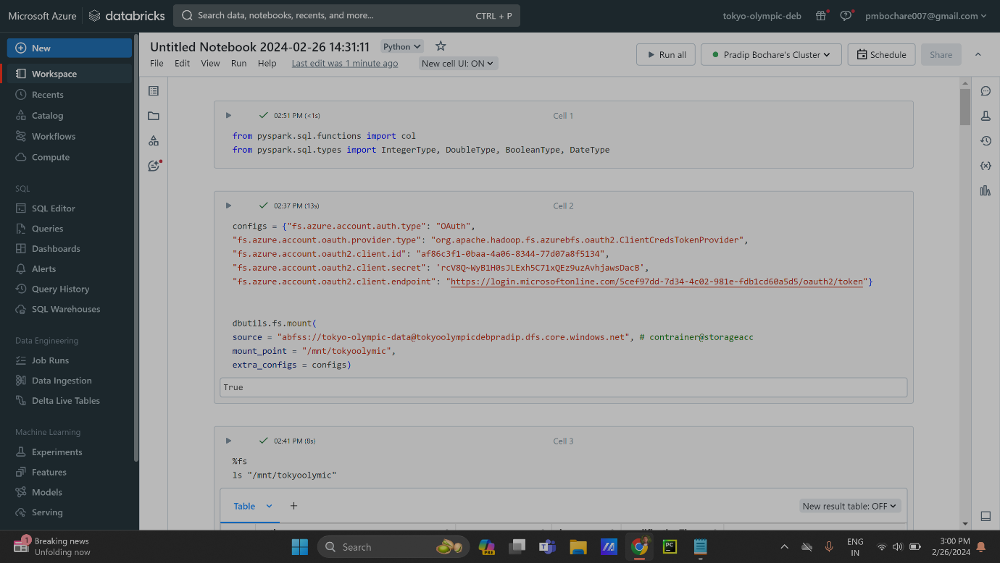 Microsoft Azure
databricks
Search data, notebooks, recents, and more...
CTRL + P
tokyo-olympic-deb
pmbochare007@gmail.com
New
Workspace
Recents
Catalog
Workflows
Compute
SQL
SQL Editor
Queries
Dashboards
Alerts
Query History
SQL Warehouses
Data Engineering
Job Runs
Data Ingestion
Delta Live Tables
Machine Learning
Experiments
Features
Models
Serving
Untitled Notebook 2024-02-26 14:31:11
Python
File Edit View Run Help
Last edit was 1 minute ago
New cell UI: ON
Run all
Pradip Bochare's Cluster
Schedule
Share
02:51 PM (<1s)
Cell 1
from pyspark.sql.functions import col
from pyspark.sql.types import IntegerType, DoubleType, BooleanType, DateType
02:37 PM (13s)
Cell 2
configs = {"fs.azure.account.auth.type": "OAuth",
"fs.azure.account.oauth.provider.type": "org.apache.hadoop.fs.azurebfs.oauth2.ClientCredsTokenProvider",
"fs.azure.account.oauth2.client.id": "af86c3f1-0baa-4a06-8344-77d07a8f5134",
"fs.azure.account.oauth2.client.secret": 'rcV8Q~WyB1H0sJLExh5C71xQEz9uzAvhjawsDacB',
"fs.azure.account.oauth2.client.endpoint": "https://login.microsoftonline.com/5cef97dd-7d34-4c02-981e-fdb1cd60a5d5/oauth2/token"}
dbutils.fs.mount(
source = "abfss://tokyo-olympic-data@tokyoolympicdebpradip.dfs.core.windows.net", # contrainer@storageacc
mount_point = "/mnt/tokyoolymic",
extra_configs = configs)
True
02:41 PM (8s)
Cell 3
%fs
ls "/mnt/tokyoolymic"
Table
+
New result table: OFF
1
Breaking news
Unfolding now
Search
PRE
PC
ENG
IN
3:00 PM
2/26/2024